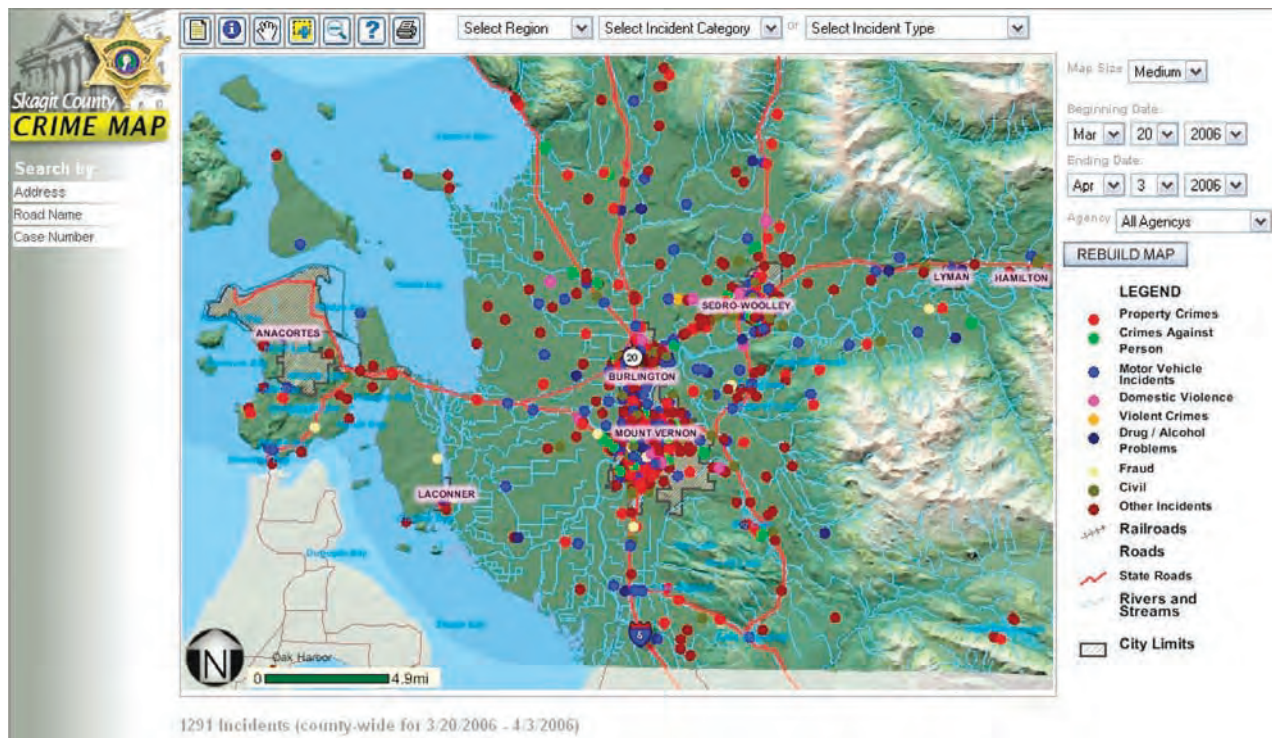 Skagit County
CRIME MAP
Search by:
Address
Road Name
Case Number
Select Region
Select Incident Category
or
Select Incident Type
Map Size
Medium
Beginning Date:
Mar 20 2006
Ending Date:
Apr 3 2006
Agency
All Agencys
REBUILD MAP
LEGEND
Property Crimes
Crimes Against
Person
Motor Vehicle
Incidents
Domestic Violence
Violent Crimes
Drug / Alcohol
Problems
Fraud
Civil
Other Incidents
Railroads
Roads
State Roads
Rivers and
Streams
City Limits
LYMAN
HAMILTON
SEDRO-WOOLLEY
ANACORTES
20
BURLINGTON
MOUNT VERNON
LACONNER
5
N
Oak Harbor
0
4.9mi
1291 Incidents (county-wide for 3/20/2006 - 4/3/2006)